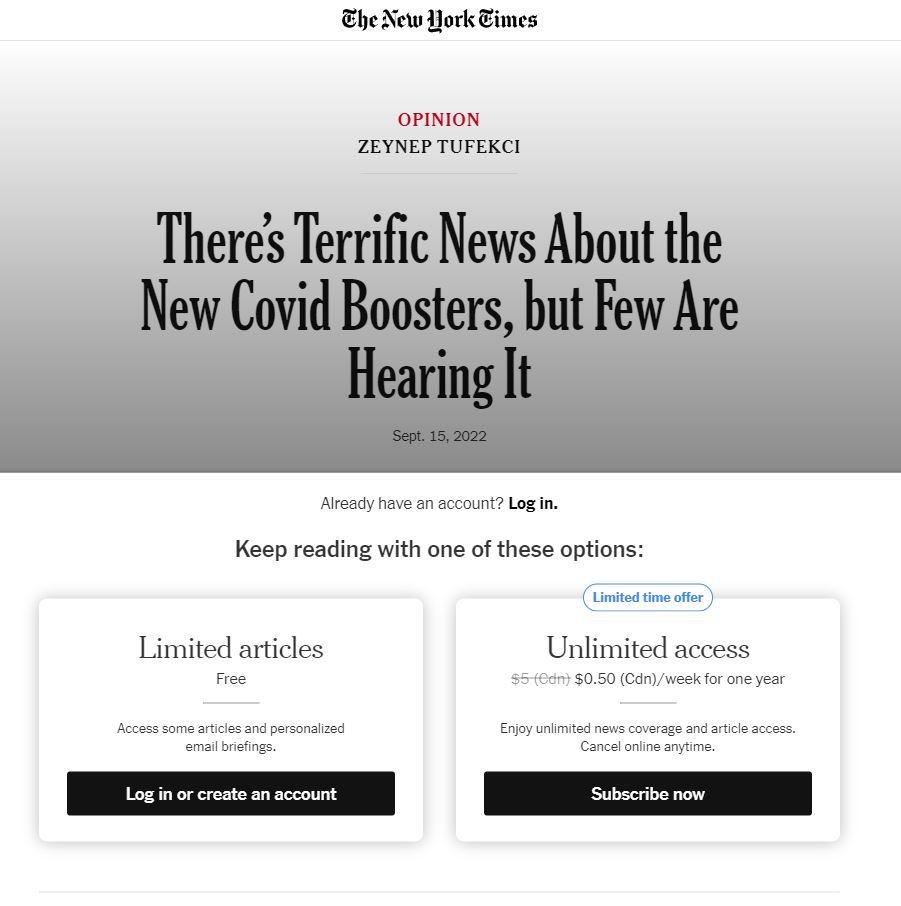 The New York Times
OPINION
ZEYNEP TUFEKCI
There’s Terrific News About the
New Covid Boosters, but Few Are
Hearing It
Sept. 15, 2022
Already have an account? Log in.
Keep reading with one of these options:
Limited articles
Free
Access some articles and personalized
email briefings.
Log in or create an account
Limited time offer
Unlimited access
$5 (Cdn) $0.50 (Cdn)/week for one year
Enjoy unlimited news coverage and article access.
Cancel online anytime.
Subscribe now